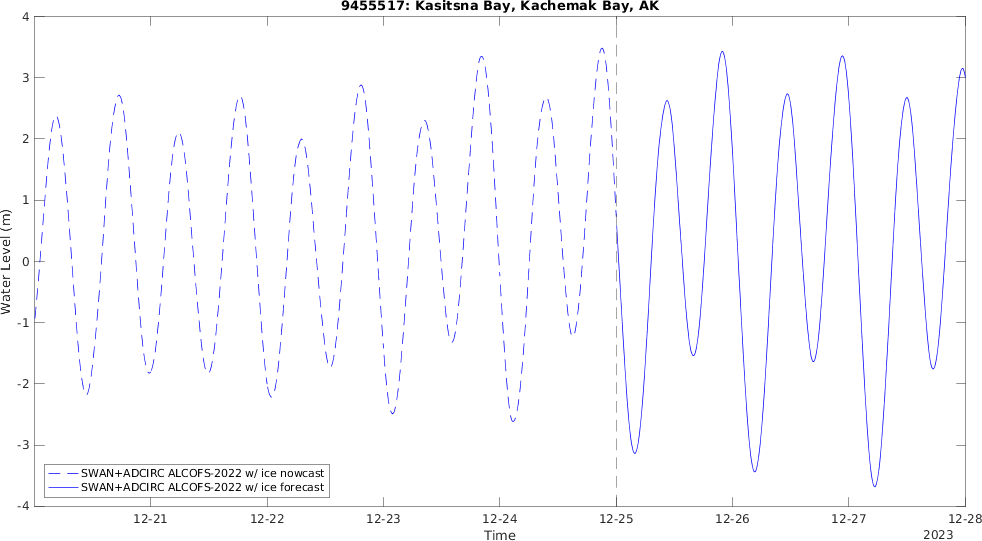 9455517: Kasitsna Bay, Kachemak Bay, AK
4
3
2
1
0
-1
-2
-3
-4
Water Level (m)
SWAN+ADCIRC ALCOFS-2022 w/ ice nowcast
SWAN+ADCIRC ALCOFS-2022 w/ ice forecast
12-21 12-22 12-23 12-24 12-25 12-26 12-27 12-28
Time
2023